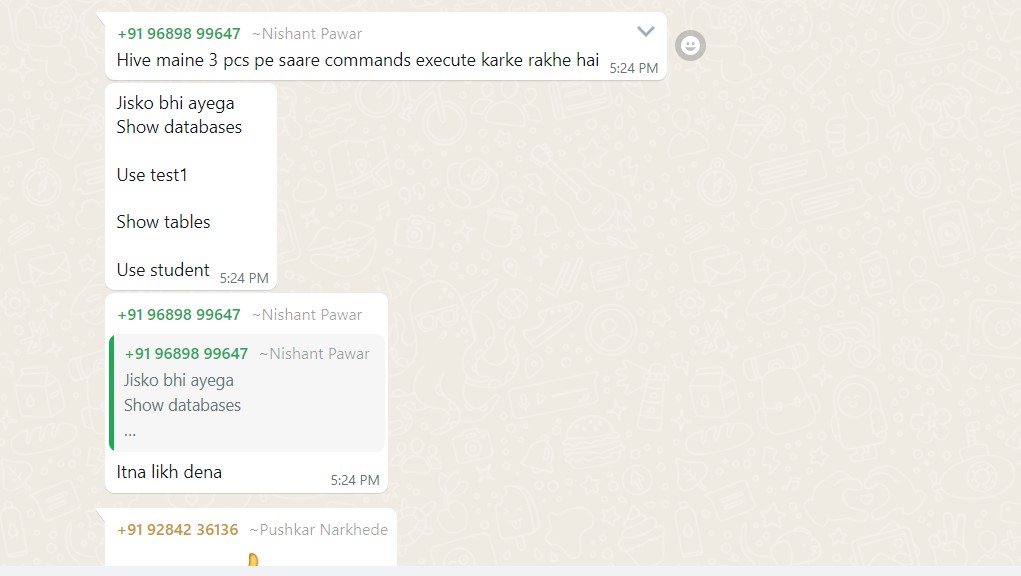 +91 96898 99647 ~Nishant Pawar
Hive maine 3 pcs pe saare commands execute karke rakhe hai 5:24 PM
Jisko bhi ayega
Show databases
Use test1
Show tables
Use student 5:24 PM
+91 96898 99647 ~Nishant Pawar
+91 96898 99647 ~Nishant Pawar
Jisko bhi ayega
Show databases
...
Itna likh dena 5:24 PM
+91 92842 36136 ~Pushkar Narkhede